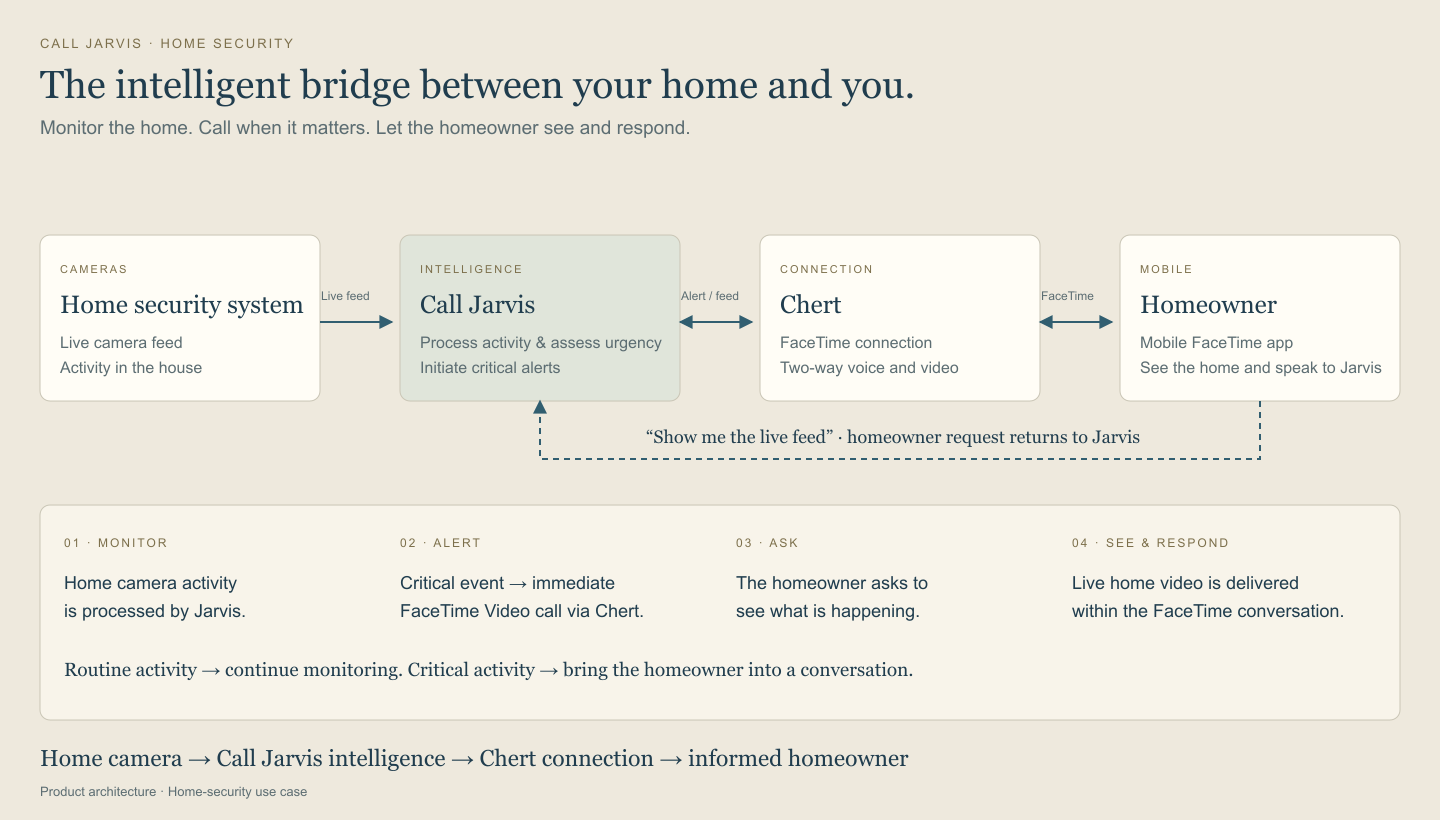 CALL JARVIS · HOME SECURITY
The intelligent bridge between your home and you.
Monitor the home. Call when it matters. Let the homeowner see and respond.
CAMERAS
Home security system
Live camera feed
Activity in the house
Live feed
INTELLIGENCE
Call Jarvis
Process activity & assess urgency
Initiate critical alerts
Alert / feed
CONNECTION
Chert
FaceTime connection
Two-way voice and video
FaceTime
MOBILE
Homeowner
Mobile FaceTime app
See the home and speak to Jarvis
“Show me the live feed” · homeowner request returns to Jarvis
01 · MONITOR
Home camera activity
is processed by Jarvis.
02 · ALERT
Critical event → immediate
FaceTime Video call via Chert.
03 · ASK
The homeowner asks to
see what is happening.
04 · SEE & RESPOND
Live home video is delivered
within the FaceTime conversation.
Routine activity → continue monitoring. Critical activity → bring the homeowner into a conversation.
Home camera → Call Jarvis intelligence → Chert connection → informed homeowner
Product architecture · Home-security use case